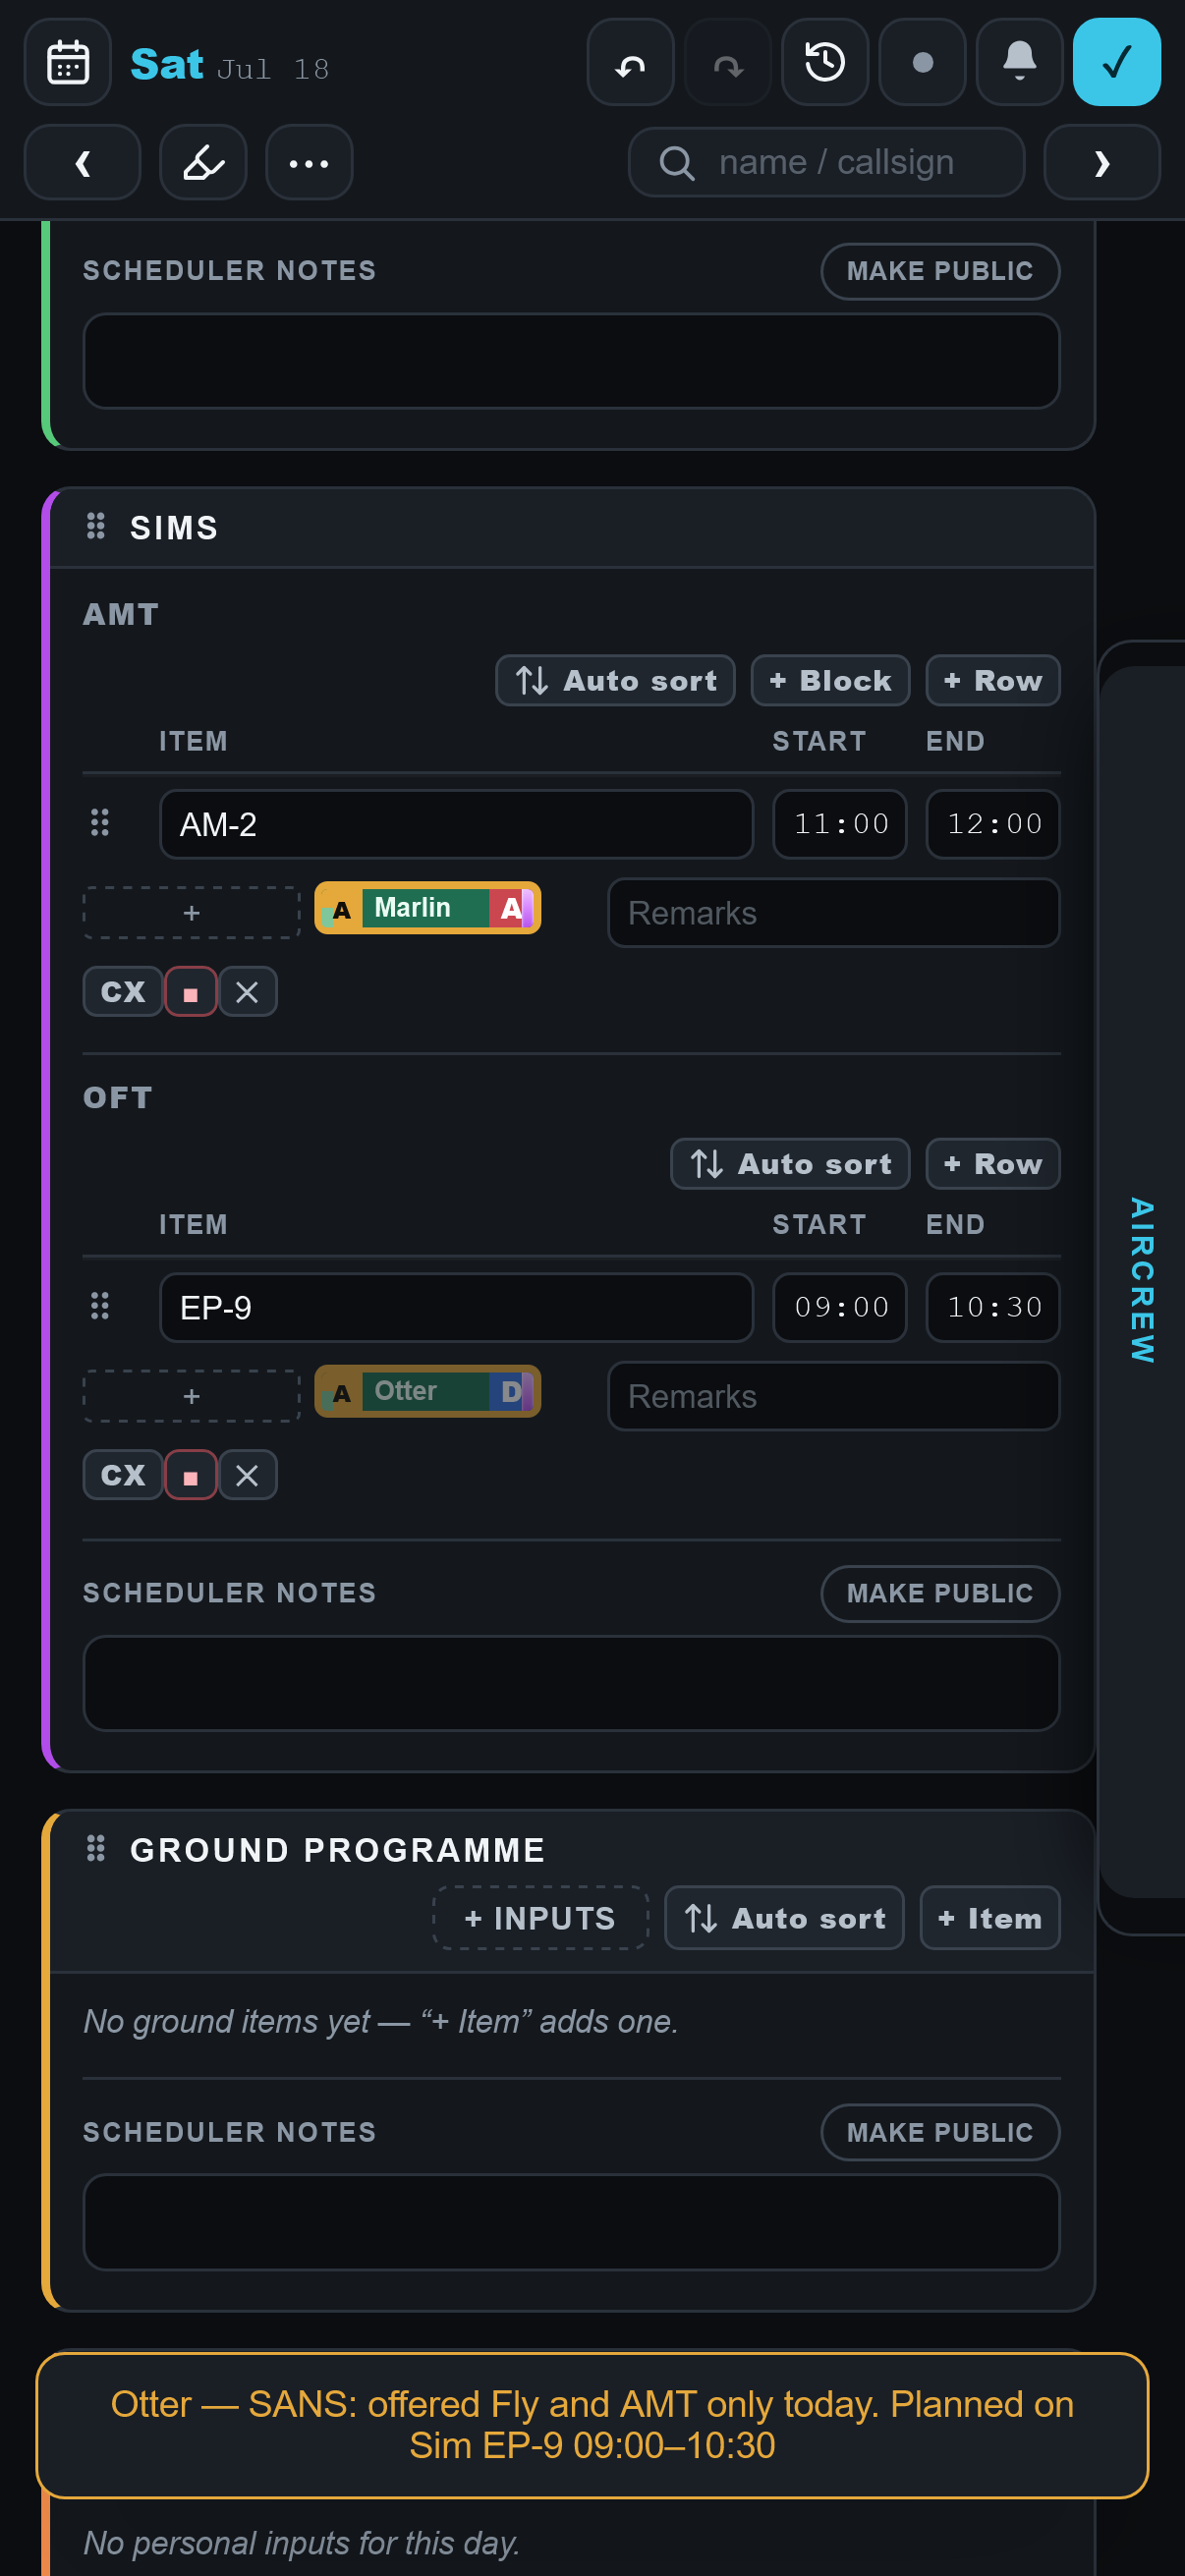 Sat Jul 18
name / callsign
SCHEDULER NOTES MAKE PUBLIC
SIMS
AMT
Auto sort + Block + Row
ITEM START END
AM-2 11:00 12:00
+ A Marlin A Remarks
CX
OFT
Auto sort + Row
ITEM START END
EP-9 09:00 10:30
+ A Otter D Remarks
CX
AIRCREW
SCHEDULER NOTES MAKE PUBLIC
GROUND PROGRAMME
+ INPUTS Auto sort + Item
No ground items yet — “+ Item” adds one.
SCHEDULER NOTES MAKE PUBLIC
Otter — SANS: offered Fly and AMT only today. Planned on
Sim EP-9 09:00–10:30
No personal inputs for this day.